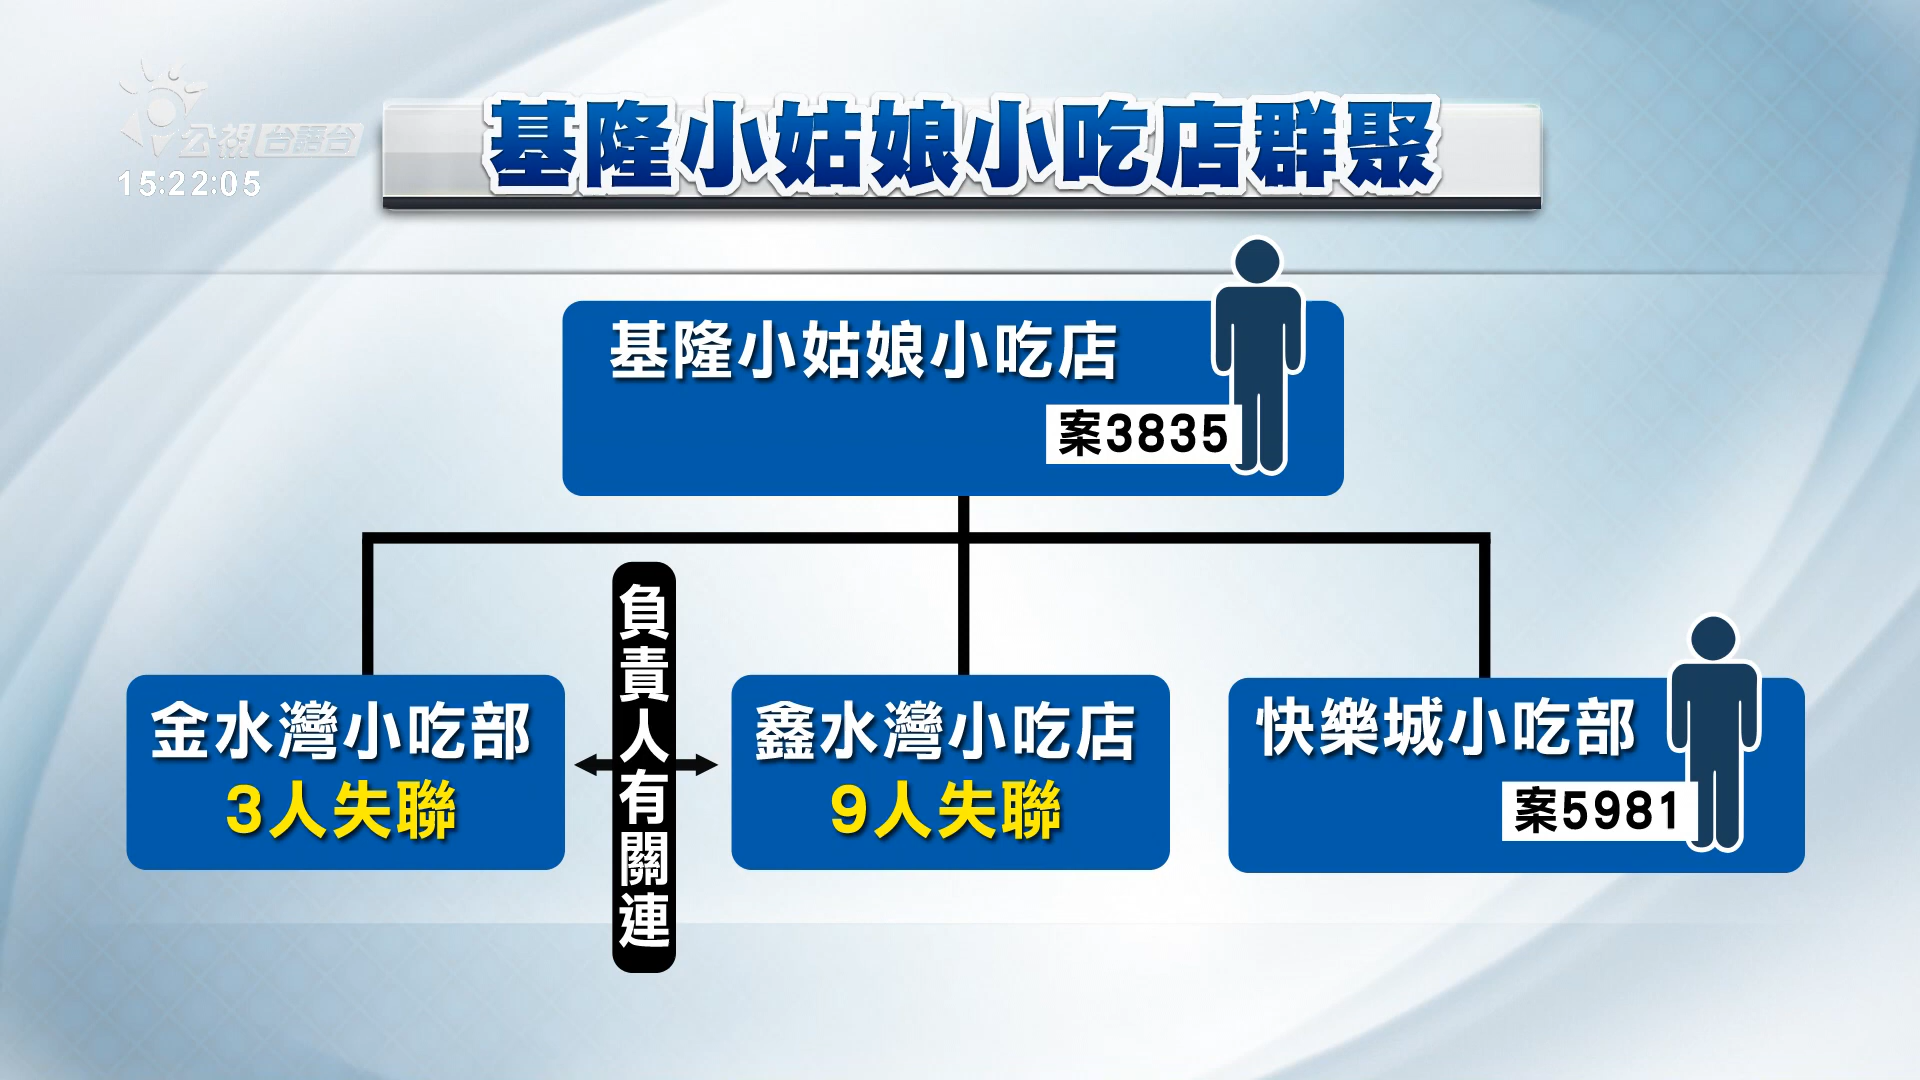 公視台語台
15:22:05
基隆小姑娘小吃店群聚
基隆小姑娘小吃店
案3835
負責人有關連
金水灣小吃部
3人失聯
鑫水灣小吃店
9人失聯
快樂城小吃部
案5981